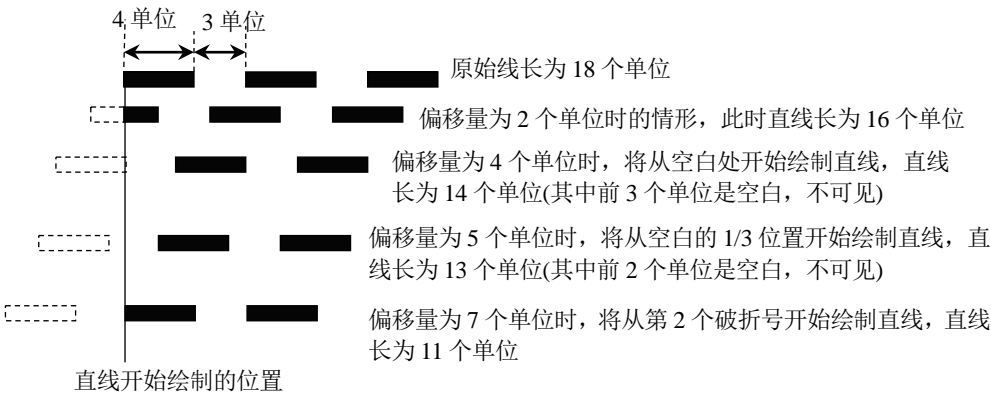 4 单位 3 单位
原始线长为 18 个单位
偏移量为 2 个单位时的情形，此时直线长为 16 个单位
偏移量为 4 个单位时，将从空白处开始绘制直线，直线
长为 14 个单位(其中前 3 个单位是空白，不可见)
偏移量为 5 个单位时，将从空白的 1/3 位置开始绘制直线，直
线长为 13 个单位(其中前 2 个单位是空白，不可见)
偏移量为 7 个单位时，将从第 2 个破折号开始绘制直线，直线
长为 11 个单位
直线开始绘制的位置